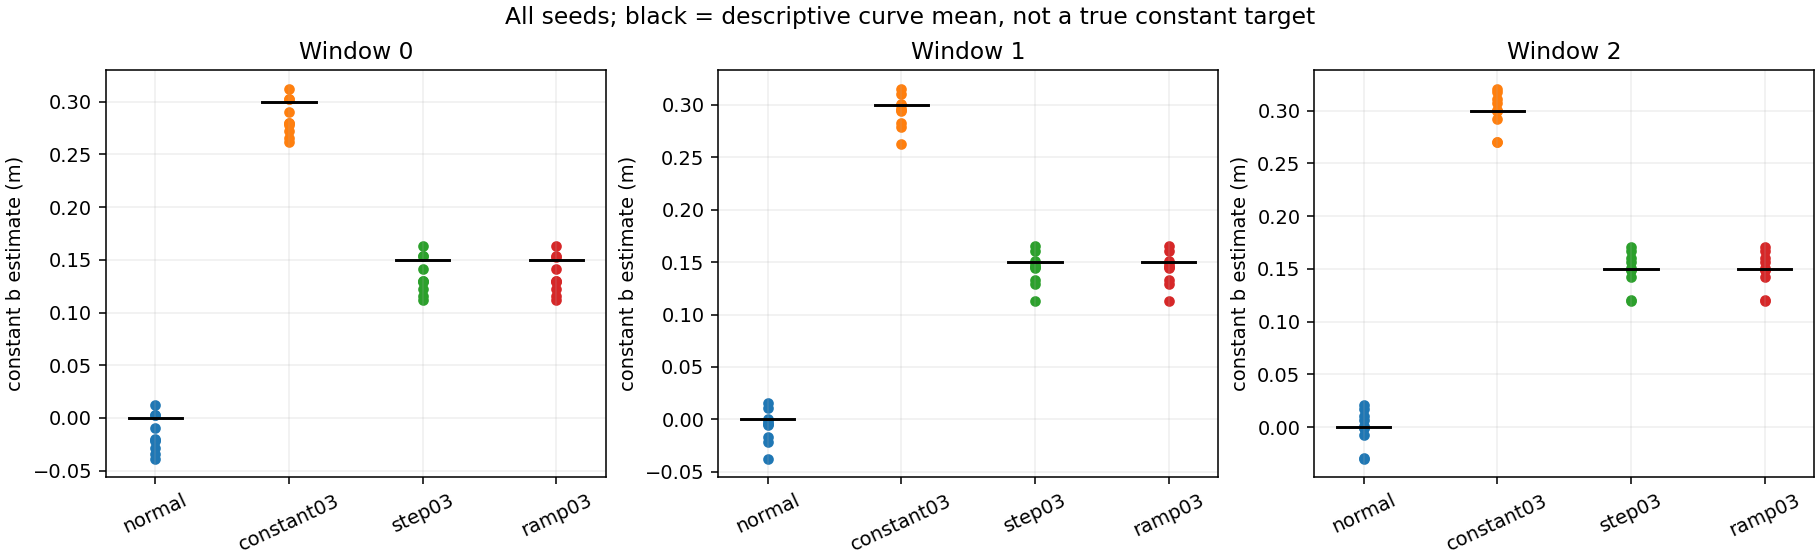 All seeds; black = descriptive curve mean, not a true constant target
Window 0
constant b estimate (m)
0.30
0.25
0.20
0.15
0.10
0.05
0.00
−0.05
normal
constant03
step03
ramp03
Window 1
constant b estimate (m)
0.30
0.25
0.20
0.15
0.10
0.05
0.00
−0.05
normal
constant03
step03
ramp03
Window 2
constant b estimate (m)
0.30
0.25
0.20
0.15
0.10
0.05
0.00
normal
constant03
step03
ramp03